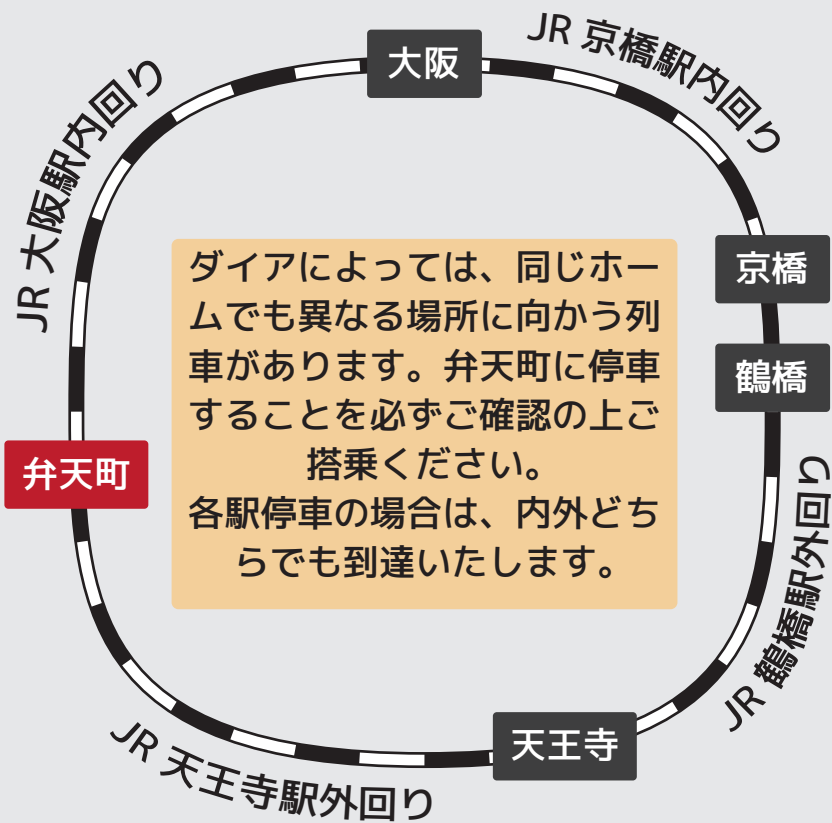 大阪
JR 京橋駅内回り
JR 大阪駅内回り
京橋
鶴橋
ダイアによっては、同じホー
ムでも異なる場所に向かう列
車があります。弁天町に停車
することを必ずご確認の上ご
搭乗ください。
各駅停車の場合は、内外どち
らでも到達いたします。
弁天町
JR 鶴橋駅外回り
天王寺
JR 天王寺駅外回り